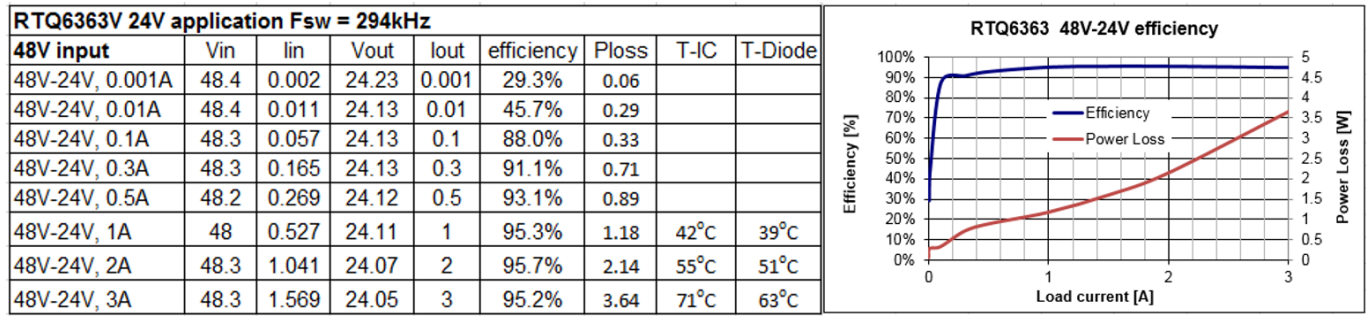 RTQ6363V 24V application Fsw = 294kHz
48V input Vin Iin Vout Iout efficiency Ploss T-IC T-Diode
48V-24V, 0.001A 48.4 0.002 24.23 0.001 29.3% 0.06
48V-24V, 0.01A 48.4 0.011 24.13 0.01 45.7% 0.29
48V-24V, 0.1A 48.3 0.057 24.13 0.1 88.0% 0.33
48V-24V, 0.3A 48.3 0.165 24.13 0.3 91.1% 0.71
48V-24V, 0.5A 48.2 0.269 24.12 0.5 93.1% 0.89
48V-24V, 1A 48 0.527 24.11 1 95.3% 1.18 42°C 39°C
48V-24V, 2A 48.3 1.041 24.07 2 95.7% 2.14 55°C 51°C
48V-24V, 3A 48.3 1.569 24.05 3 95.2% 3.64 71°C 63°C
RTQ6363 48V-24V efficiency
Efficiency [%]
100%
90%
80%
70%
60%
50%
40%
30%
20%
10%
0%
Efficiency
Power Loss
5
4.5
4
3.5
3
2.5
2
1.5
1
0.5
0
Power Loss [W]
0 1 2 3
Load current [A]